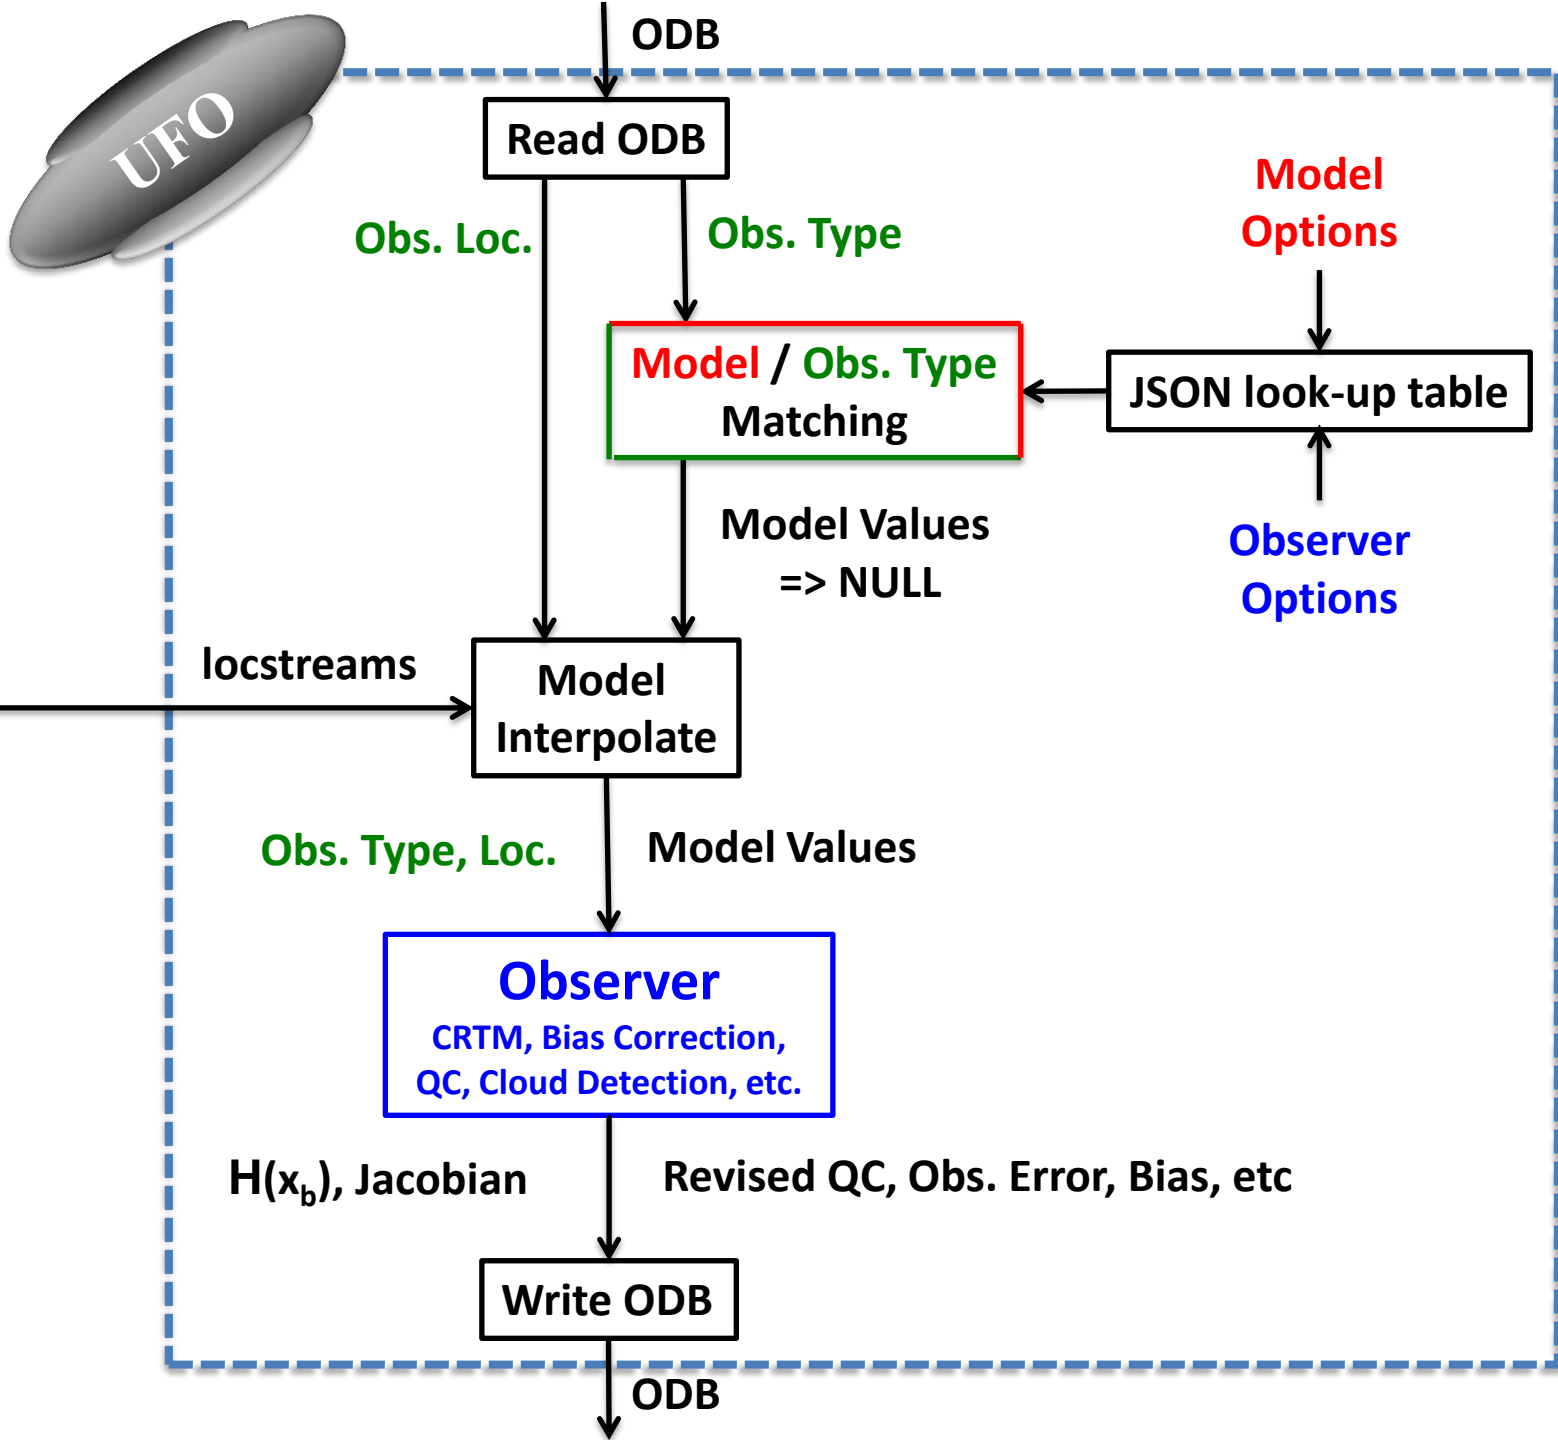 ODB
UFO
Read ODB
Obs. Loc.
Obs. Type
Model
Options
Model / Obs. Type
Matching
JSON look-up table
Model Values
=> NULL
Observer
Options
locstreams
Model
Interpolate
Obs. Type, Loc.
Model Values
Observer
CRTM, Bias Correction,
QC, Cloud Detection, etc.
H(x_b), Jacobian
Revised QC, Obs. Error, Bias, etc
Write ODB
ODB